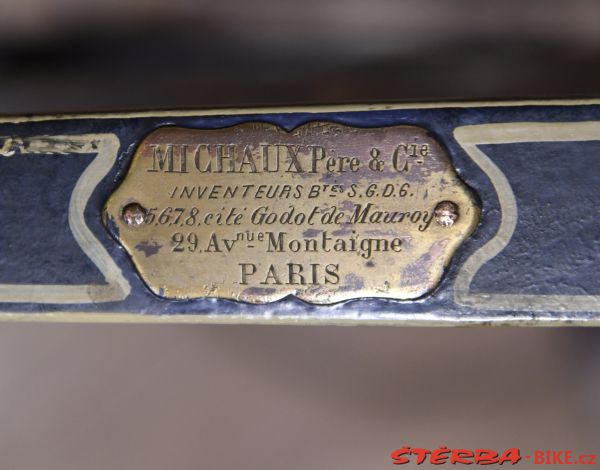 MICHAUX Père & Cie
INVENTEURS Btes S.G.D.G.
5,6,7,8, cité Godot de Mauroy
29, Avnue Montaigne
PARIS
ŠTĚRBA-BIKE.cz